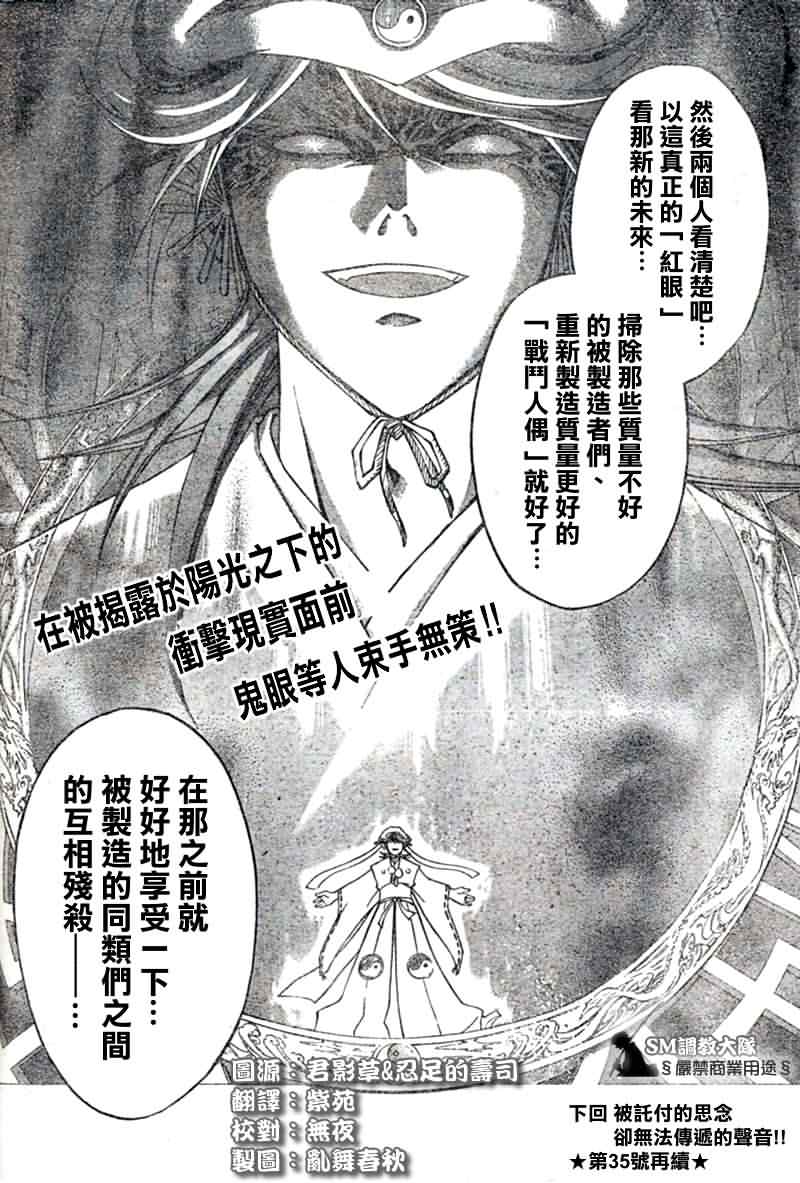 然後兩個人看清楚吧…
以這真正的「紅眼」
看那新的未來…
掃除那些質量不好
的被製造者們、
重新製造質量更好的
「戰鬥人偶」就好了…
在被揭露於陽光之下的
衝擊現實面前
鬼眼等人束手無策!!
在那之前就
好好地享受一下…
被製造的同類們之間
的互相殘殺——…
SM調教大隊
§嚴禁商業用途§
圖源：君影草&忍足的壽司
翻譯：紫苑
校對：無夜
製圖：亂舞春秋
下回 被託付的思念
卻無法傳遞的聲音!!
★第35號再續★